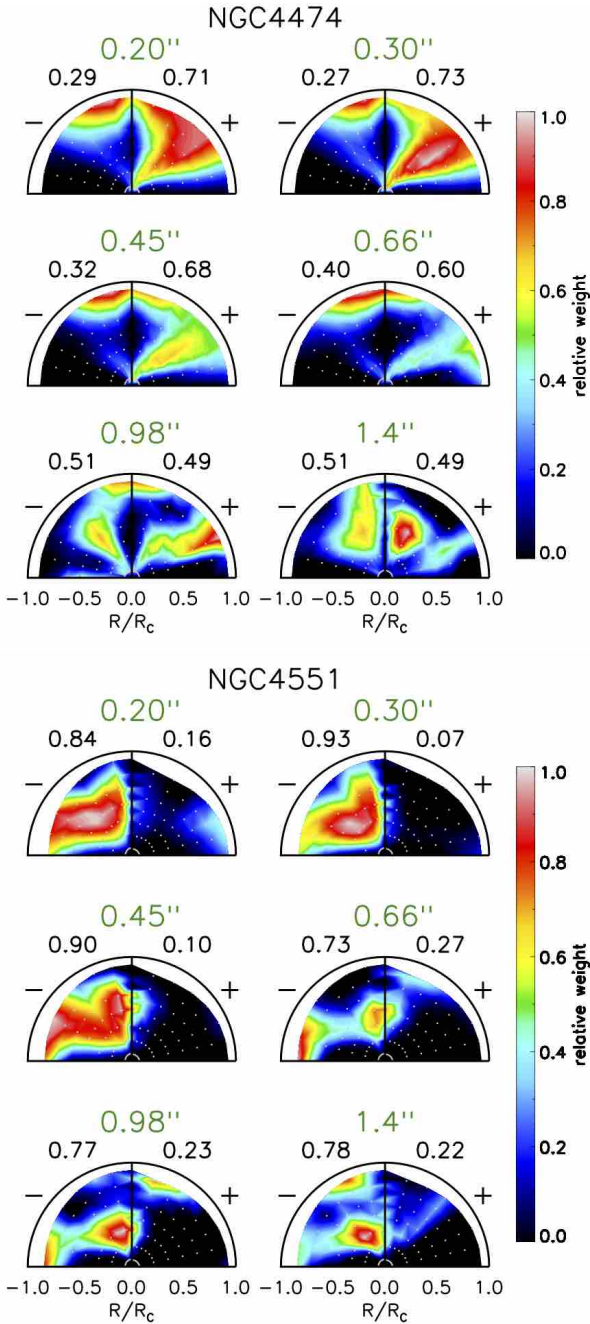 NGC4474
0.20" 0.30"
0.29 0.71 0.27 0.73
− + − +
0.45" 0.66"
0.32 0.68 0.40 0.60
− + − +
0.98" 1.4"
0.51 0.49 0.51 0.49
− + − +
−1.0 −0.5 0.0 0.5 1.0 −0.5 0.0 0.5 1.0
R/Rc R/Rc
1.0
0.8
0.6
0.4
0.2
0.0
relative weight
NGC4551
0.20" 0.30"
0.84 0.16 0.93 0.07
− + − +
0.45" 0.66"
0.90 0.10 0.73 0.27
− + − +
0.98" 1.4"
0.77 0.23 0.78 0.22
− + − +
−1.0 −0.5 0.0 0.5 1.0 −0.5 0.0 0.5 1.0
R/Rc R/Rc
1.0
0.8
0.6
0.4
0.2
0.0
relative weight